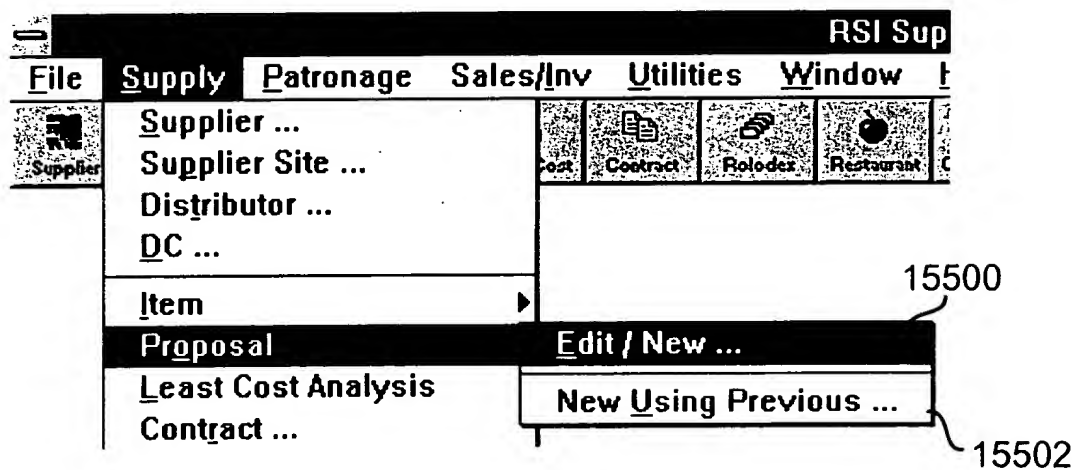 RSI Sup
File Supply Patronage Sales/Inv Utilities Window
Supplier Cost Contract Rolodex Restaurant
Supplier ...
Supplier Site ...
Distributor ...
DC ...
Item
Proposal
Least Cost Analysis
Contract ...
Edit / New ...
New Using Previous ...
15500
15502